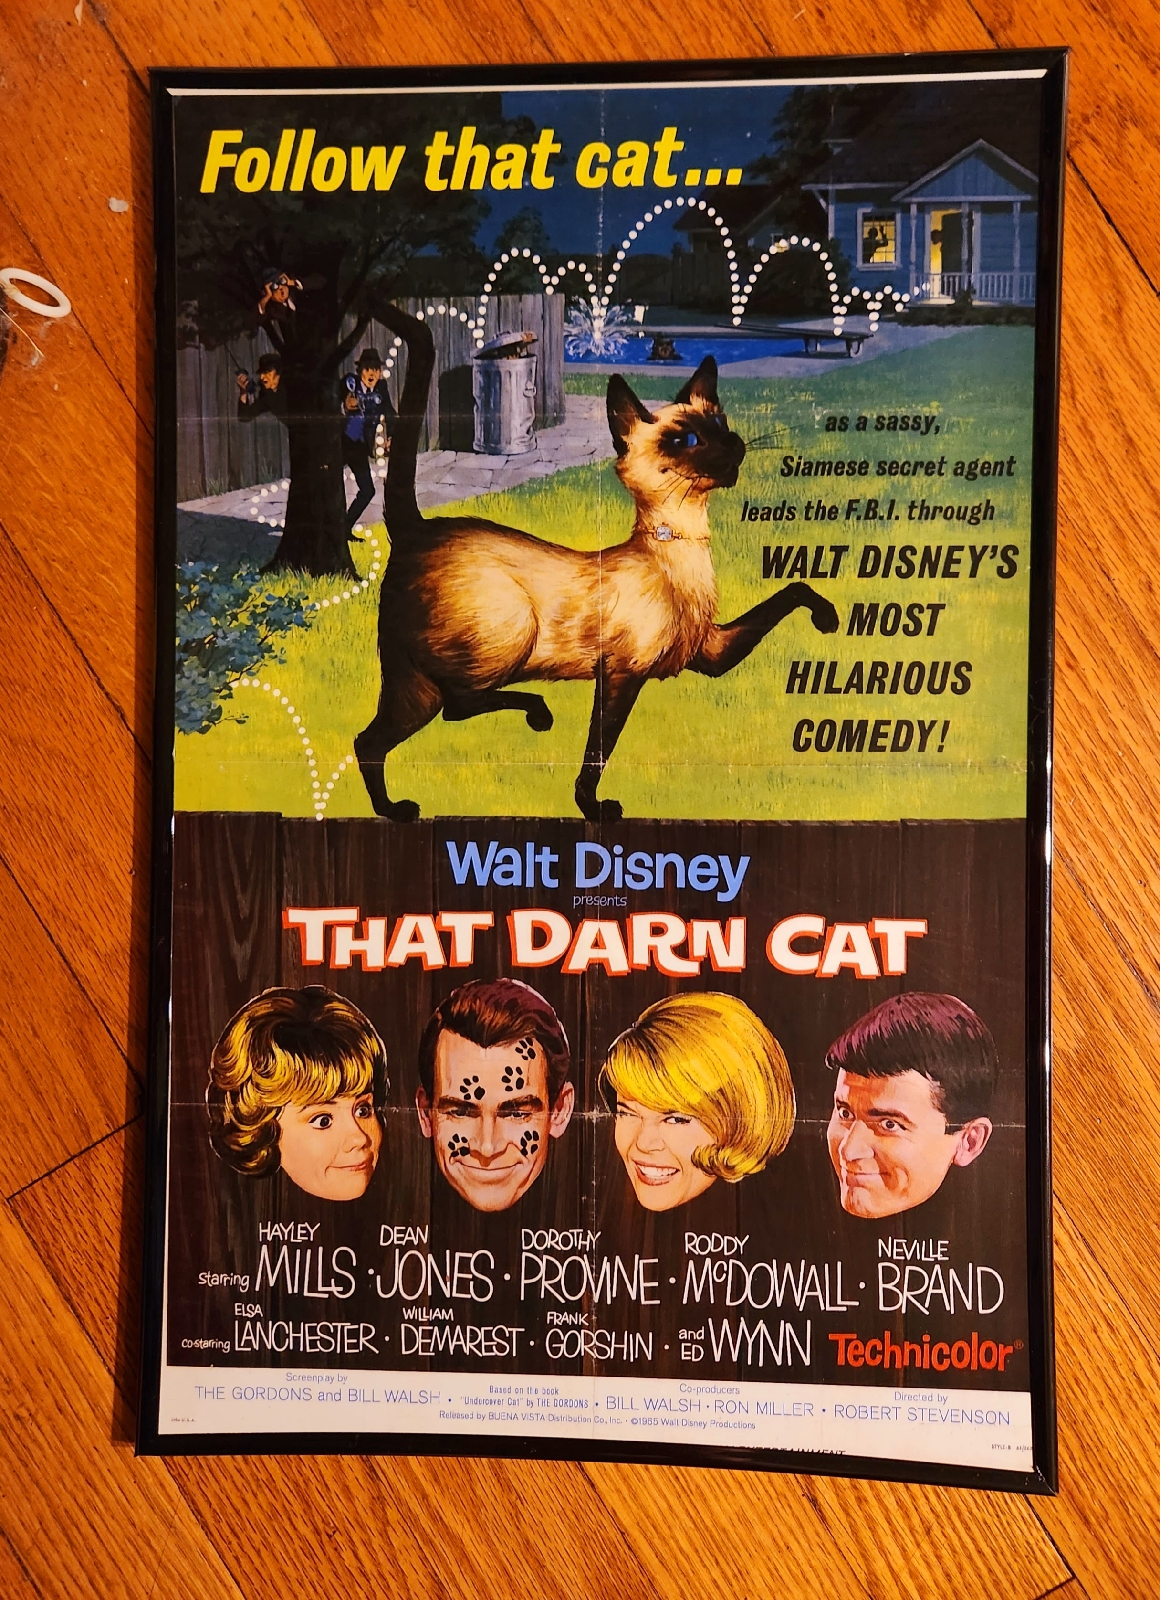 Follow that cat...
as a sassy,
Siamese secret agent
leads the F.B.I. through
WALT DISNEY'S
MOST
HILARIOUS
COMEDY!
Walt Disney
presents
THAT DARN CAT
starring HAYLEY MILLS · DEAN JONES · DOROTHY PROVINE · RODDY McDOWALL · NEVILLE BRAND
co-starring ELSA LANCHESTER · WILLIAM DEMAREST · FRANK GORSHIN · and ED WYNN Technicolor®
Screenplay by THE GORDONS and BILL WALSH · Based on the book "Undercover Cat" by THE GORDONS · Co-producers BILL WALSH · RON MILLER · Directed by ROBERT STEVENSON
Released by BUENA VISTA Distribution Co., Inc. · ©1965 Walt Disney Productions
STYLE-B